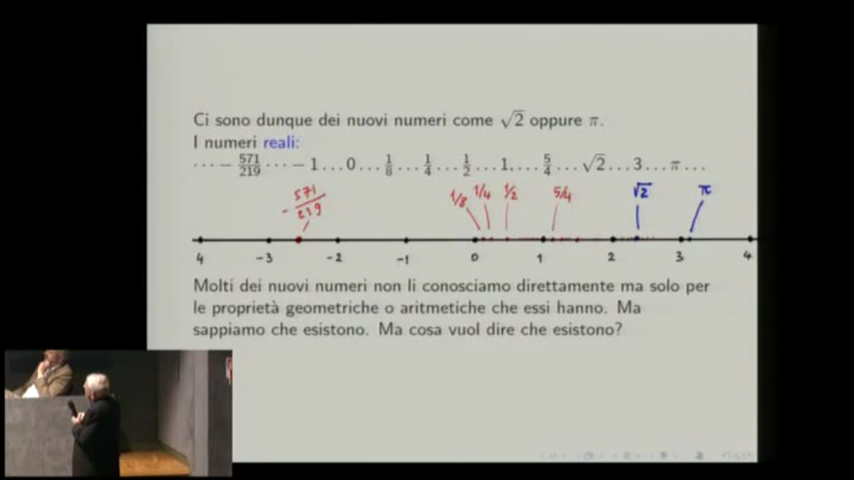 Ci sono dunque dei nuovi numeri come √2 oppure π.
I numeri reali:
··· − 571/219 ··· − 1 ... 0 ... 1/8 ... 1/4 ... 1/2 ... 1, ... 5/4 ... √2 ... 3 ... π ...
− 571/219 1/8 1/4 1/2 5/4 √2 π
4 −3 −2 −1 0 1 2 3 4
Molti dei nuovi numeri non li conosciamo direttamente ma solo per
le proprietà geometriche o aritmetiche che essi hanno. Ma
sappiamo che esistono. Ma cosa vuol dire che esistono?